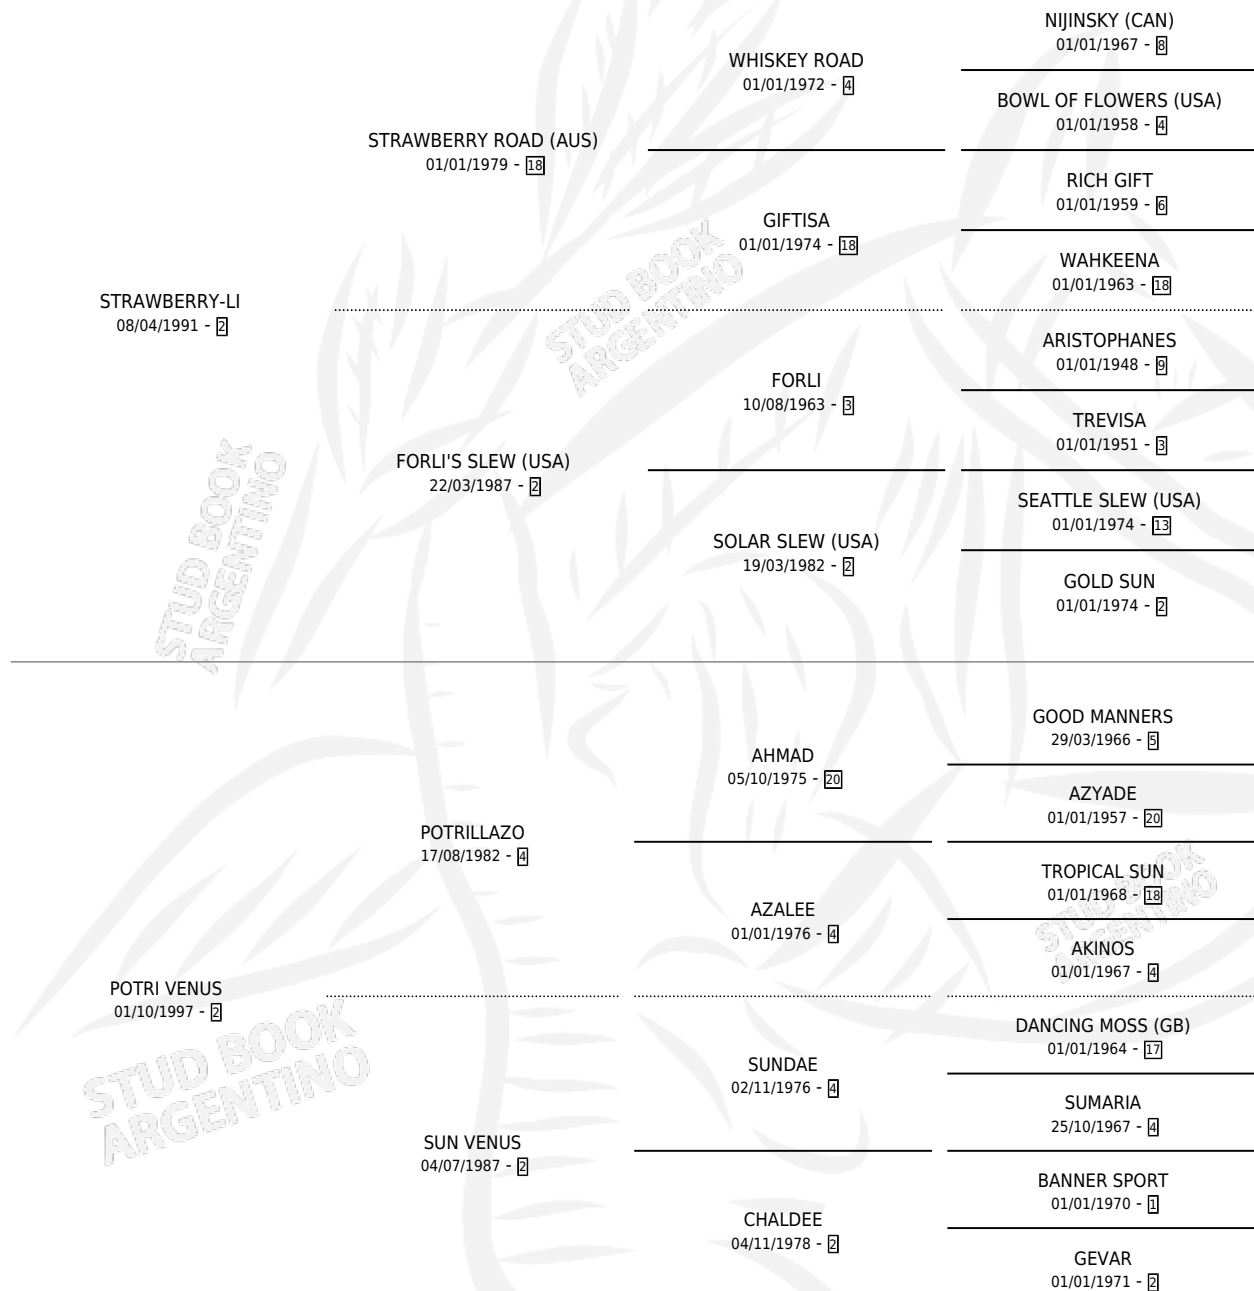 NIJINSKY (CAN)
01/01/1967 - 8
WHISKEY ROAD
01/01/1972 - 4
BOWL OF FLOWERS (USA)
01/01/1958 - 4
STRAWBERRY ROAD (AUS)
01/01/1979 - 18
RICH GIFT
01/01/1959 - 6
GIFTISA
01/01/1974 - 18
WAHKEENA
01/01/1963 - 18
STRAWBERRY-LI
08/04/1991 - 2
ARISTOPHANES
01/01/1948 - 9
FORLI
10/08/1963 - 3
TREVISA
01/01/1951 - 3
FORLI'S SLEW (USA)
22/03/1987 - 2
SEATTLE SLEW (USA)
01/01/1974 - 13
SOLAR SLEW (USA)
19/03/1982 - 2
GOLD SUN
01/01/1974 - 2
GOOD MANNERS
29/03/1966 - 5
AHMAD
05/10/1975 - 20
AZYADE
01/01/1957 - 20
POTRILLAZO
17/08/1982 - 4
TROPICAL SUN
01/01/1968 - 18
AZALEE
01/01/1976 - 4
AKINOS
01/01/1967 - 4
POTRI VENUS
01/10/1997 - 2
DANCING MOSS (GB)
01/01/1964 - 17
SUNDAE
02/11/1976 - 4
SUMARIA
25/10/1967 - 4
SUN VENUS
04/07/1987 - 2
BANNER SPORT
01/01/1970 - 1
CHALDEE
04/11/1978 - 2
GEVAR
01/01/1971 - 2
STUD BOOK
ARGENTINO
STUD BOOK
ARGENTINO
STUD BOOK
ARGENTINO
STUD BOOK
ARGENTINO